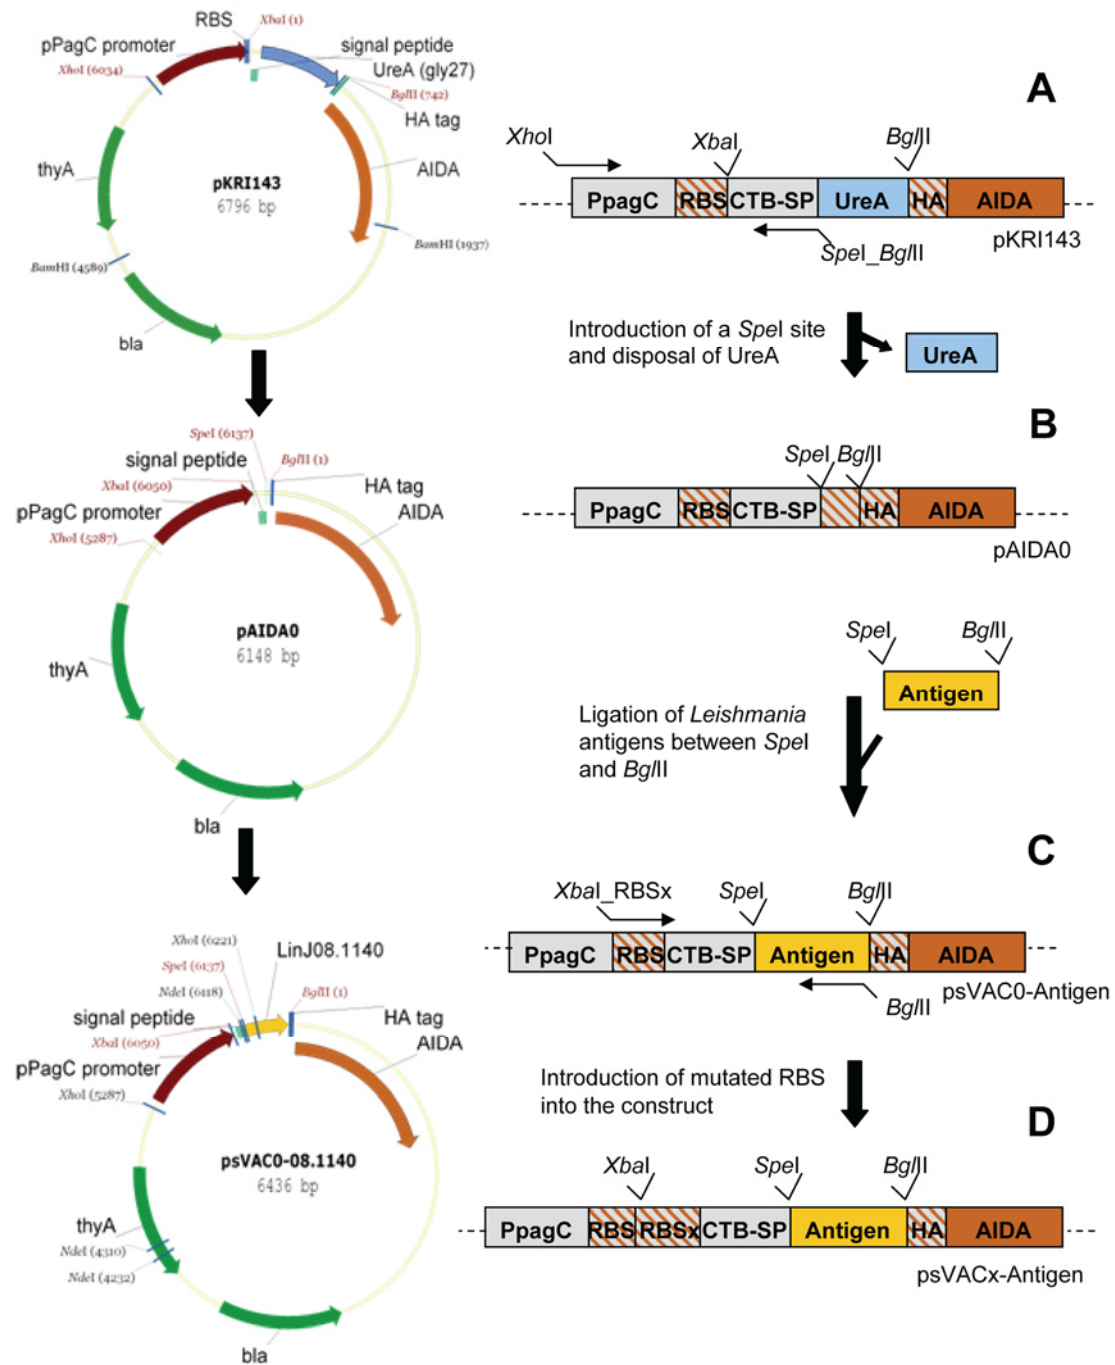 RBS
XbaI (1)
pPagC promoter
signal peptide
XhoI (6034)
UreA (gly27)
BglII (742)
HA tag
thyA
AIDA
pKRI143
6796 bp
BamHI (1937)
BamHI (4589)
bla
A
XhoI
XbaI
BglII
PpagC
RBS
CTB-SP
UreA
HA
AIDA
pKRI143
SpeI_BglII
Introduction of a SpeI site
and disposal of UreA
UreA
SpeI (6137)
signal peptide
BglII (1)
XbaI (6050)
HA tag
pPagC promoter
AIDA
XhoI (5287)
pAIDA0
6148 bp
thyA
bla
B
SpeI
BglII
PpagC
RBS
CTB-SP
HA
AIDA
pAIDA0
SpeI
BglII
Antigen
Ligation of Leishmania
antigens between SpeI
and BglII
XhoI (6221)
LinJ08.1140
SpeI (6137)
NdeI (6118)
BglII (1)
signal peptide
HA tag
XbaI (6050)
AIDA
pPagC promoter
XhoI (5287)
psVAC0-08.1140
6436 bp
thyA
NdeI (4310)
NdeI (4232)
bla
C
XbaI_RBSx
SpeI
BglII
PpagC
RBS
CTB-SP
Antigen
HA
AIDA
psVAC0-Antigen
BglII
Introduction of mutated RBS
into the construct
D
XbaI
SpeI
BglII
PpagC
RBS
RBSx
CTB-SP
Antigen
HA
AIDA
psVACx-Antigen